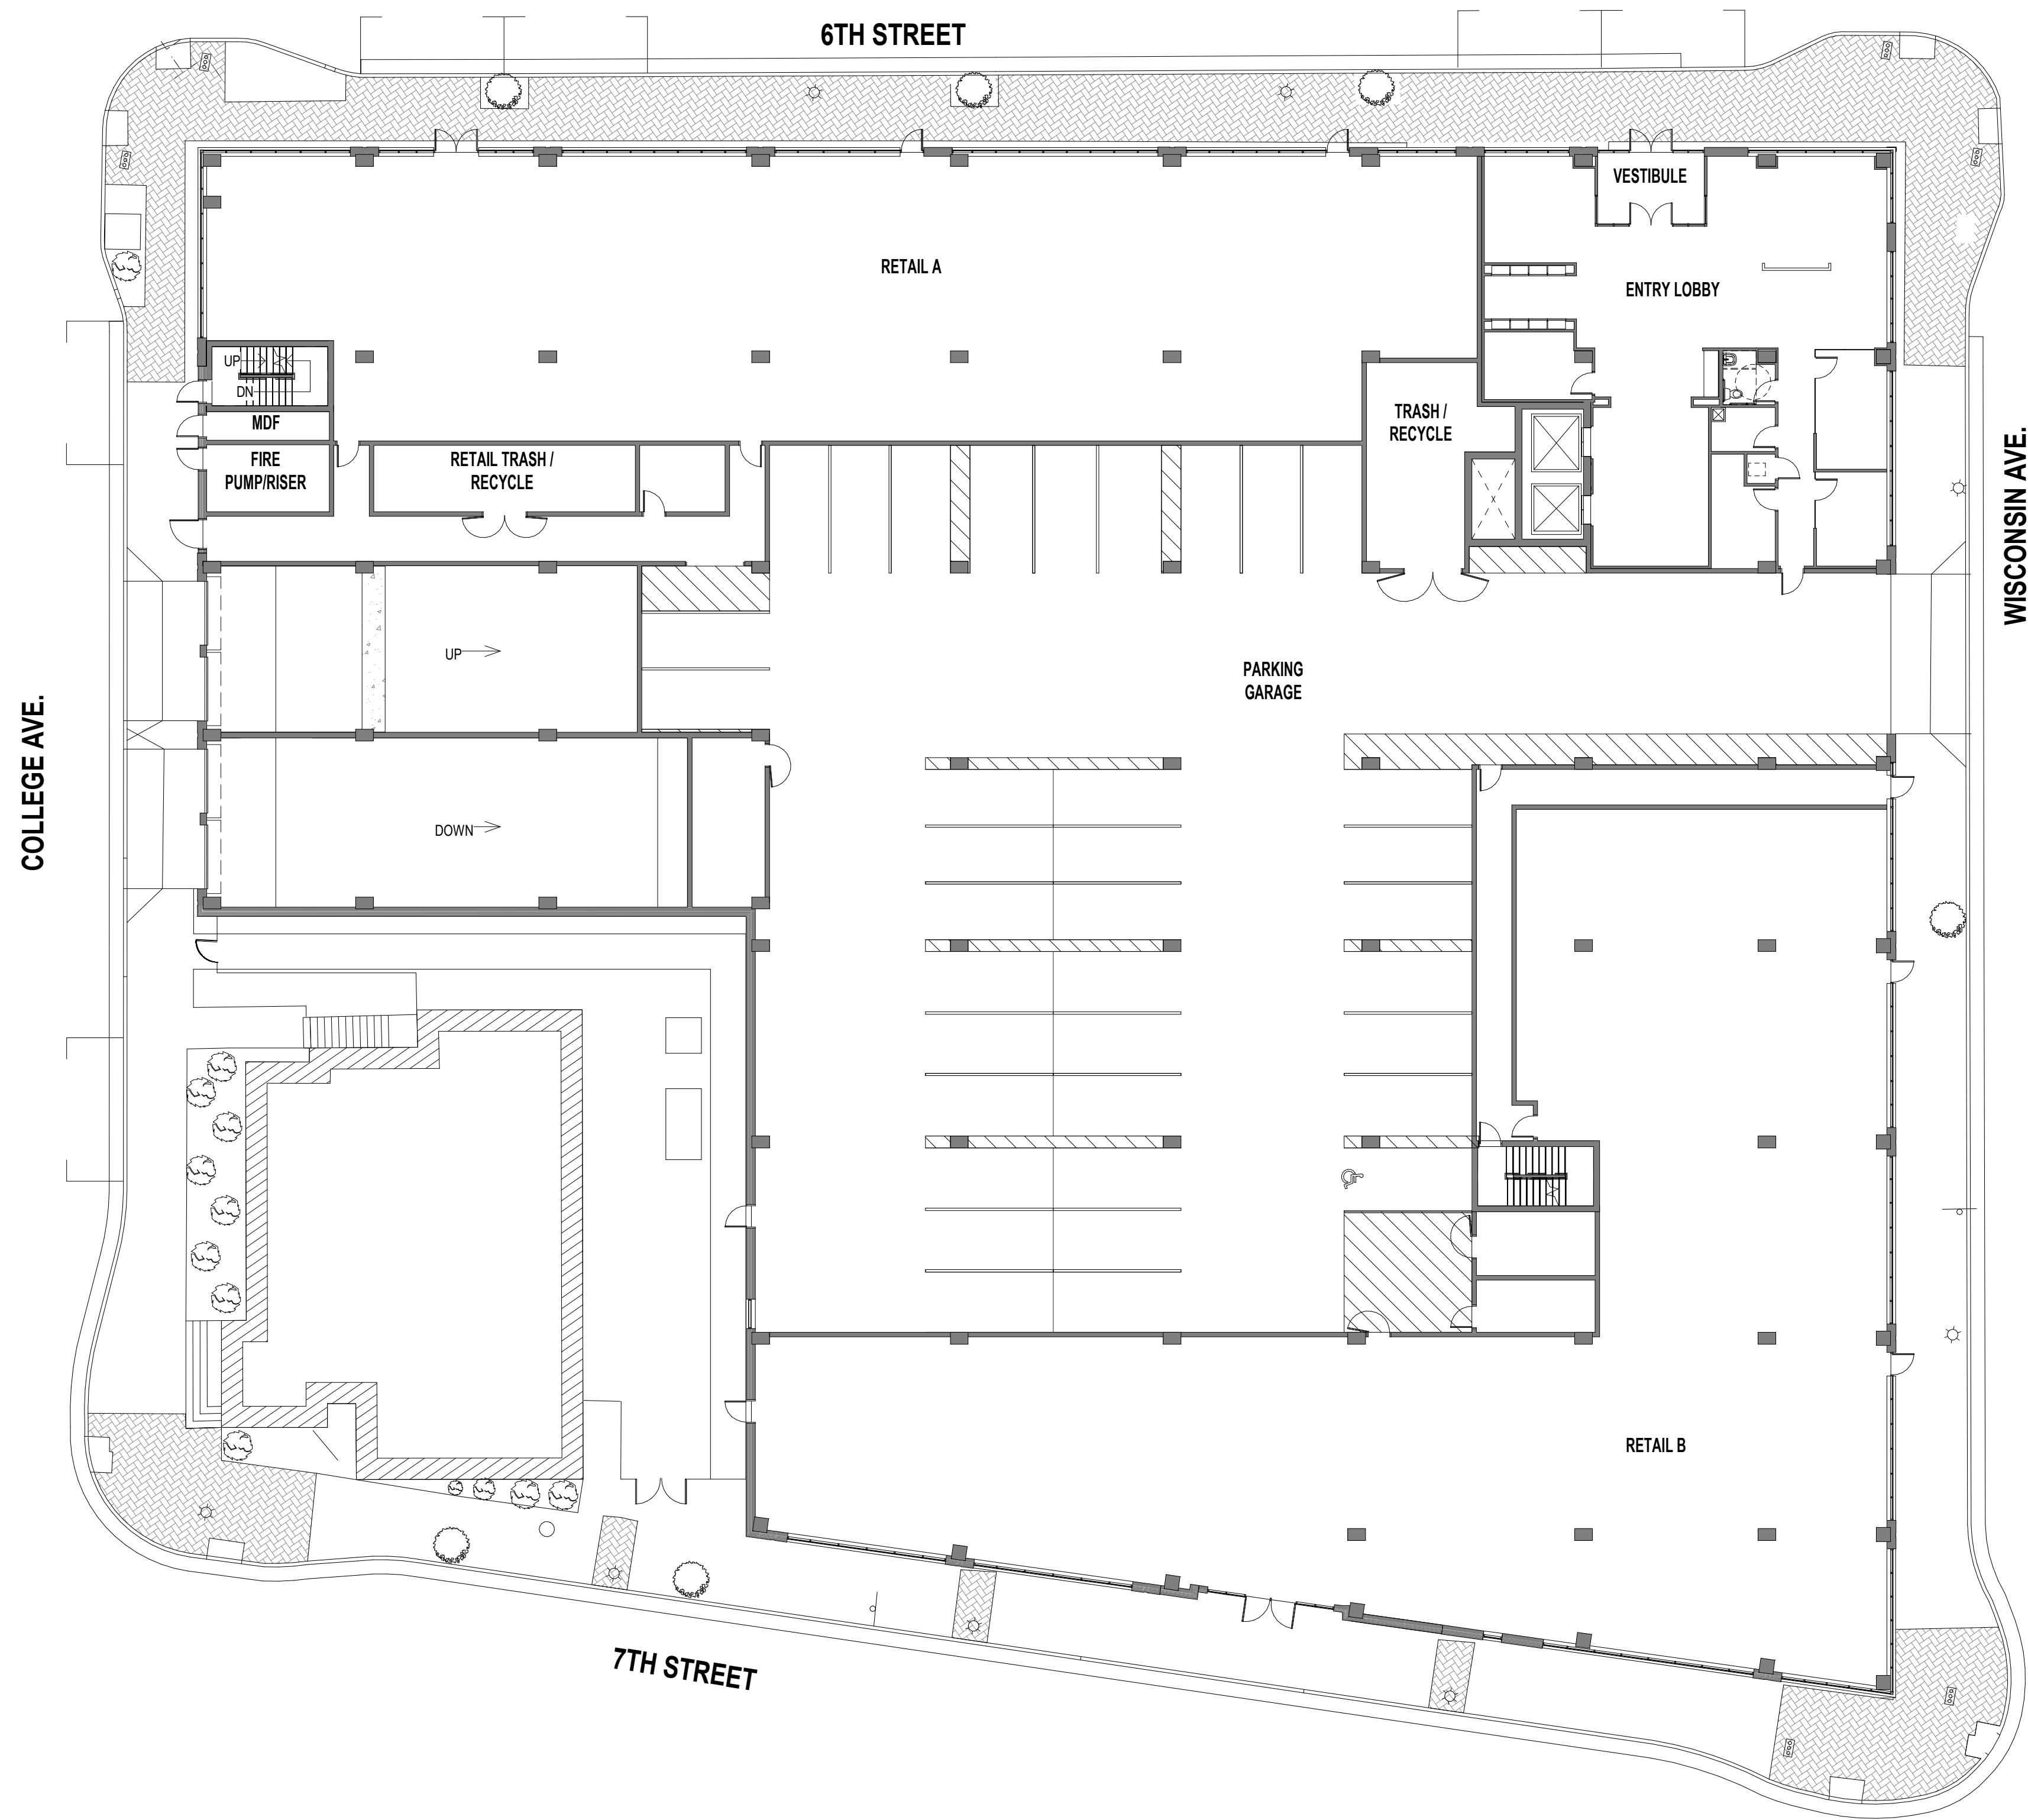 6TH STREET
VESTIBULE
RETAIL A
ENTRY LOBBY
UP
DN
MDF
TRASH /
RECYCLE
FIRE
PUMP/RISER
RETAIL TRASH /
RECYCLE
WISCONSIN AVE.
UP
PARKING
GARAGE
COLLEGE AVE.
DOWN
RETAIL B
7TH STREET